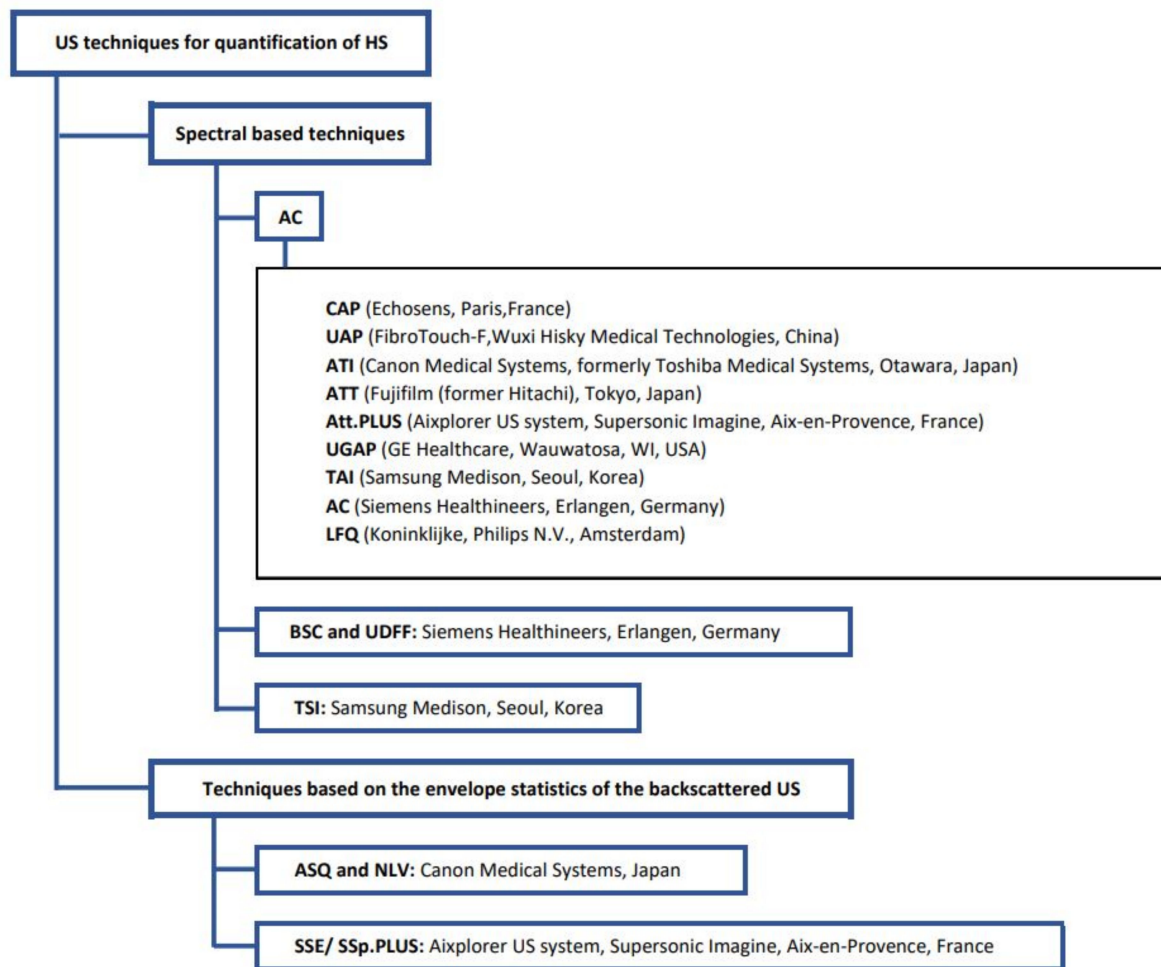 US techniques for quantification of HS
Spectral based techniques
AC
CAP (Echosens, Paris,France)
UAP (FibroTouch-F,Wuxi Hisky Medical Technologies, China)
ATI (Canon Medical Systems, formerly Toshiba Medical Systems, Otawara, Japan)
ATT (Fujifilm (former Hitachi), Tokyo, Japan)
Att.PLUS (Aixplorer US system, Supersonic Imagine, Aix-en-Provence, France)
UGAP (GE Healthcare, Wauwatosa, WI, USA)
TAI (Samsung Medison, Seoul, Korea)
AC (Siemens Healthineers, Erlangen, Germany)
LFQ (Koninklijke, Philips N.V., Amsterdam)
BSC and UDFF: Siemens Healthineers, Erlangen, Germany
TSI: Samsung Medison, Seoul, Korea
Techniques based on the envelope statistics of the backscattered US
ASQ and NLV: Canon Medical Systems, Japan
SSE/ SSp.PLUS: Aixplorer US system, Supersonic Imagine, Aix-en-Provence, France